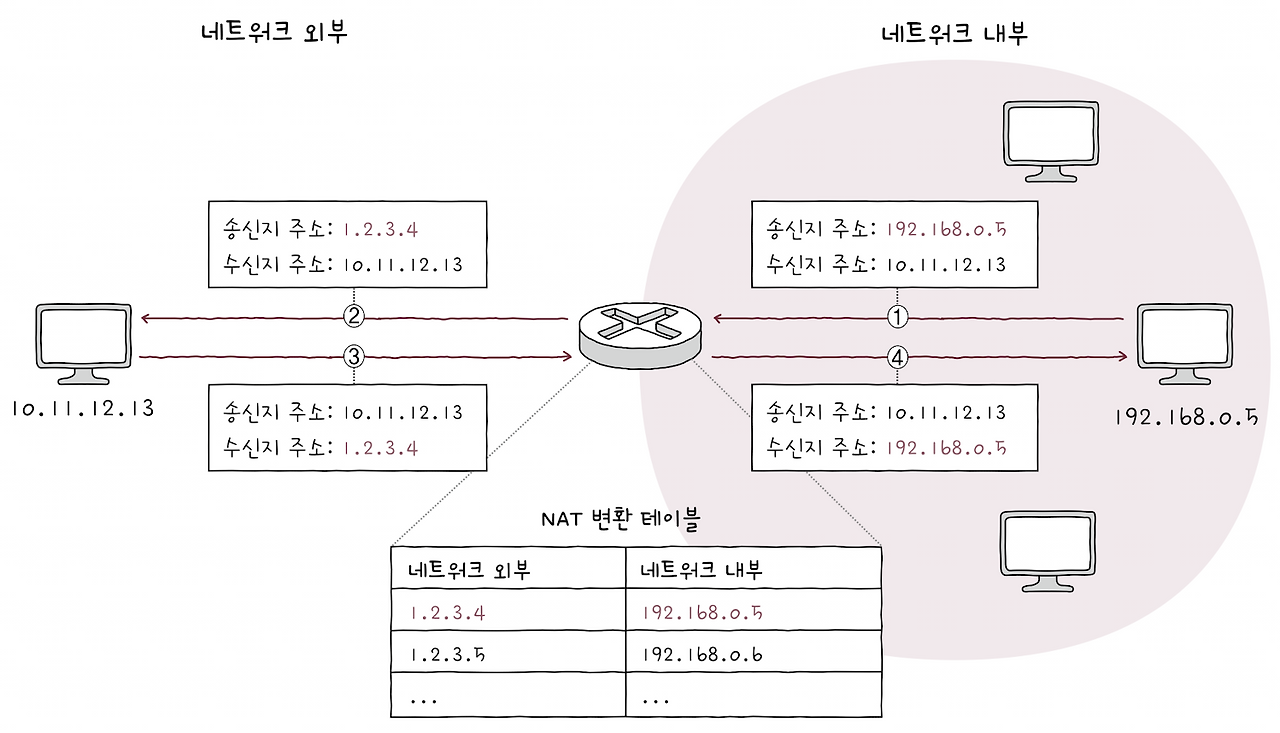 네트워크 외부
네트워크 내부
송신지 주소: 1.2.3.4
수신지 주소: 10.11.12.13
송신지 주소: 192.168.0.5
수신지 주소: 10.11.12.13
2
1
3
4
10.11.12.13
192.168.0.5
송신지 주소: 10.11.12.13
수신지 주소: 1.2.3.4
송신지 주소: 10.11.12.13
수신지 주소: 192.168.0.5
NAT 변환 테이블
네트워크 외부 네트워크 내부
1.2.3.4 192.168.0.5
1.2.3.5 192.168.0.6
... ...